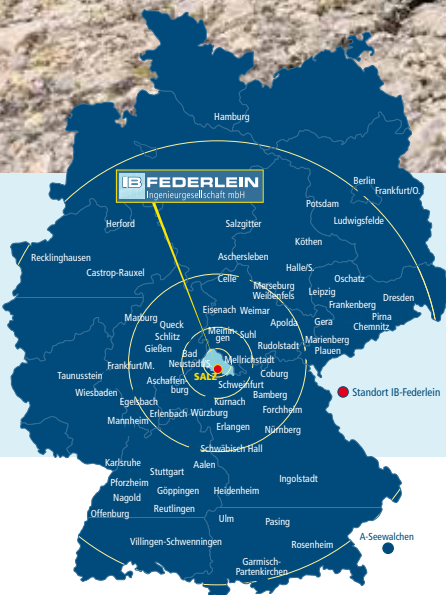 Hamburg
IB FEDERLEIN
Ingenieurgesellschaft mbH
Berlin
Frankfurt/O.
Potsdam
Ludwigsfelde
Herford
Salzgitter
Köthen
Recklinghausen
Aschersleben
Castrop-Rauxel
Halle/S.
Celle
Oschatz
Merseburg
Weißenfels
Leipzig
Dresden
Frankenberg
Eisenach
Weimar
Pirna
Marburg
Queck
Apolda
Gera
Chemnitz
Meinin-
gen
Suhl
Schlitz
Marienberg
Rudolstadt
Gießen
Plauen
Bad
Neustadt/S.
Mellrichstadt
Frankfurt/M.
Taunusstein
SALZ
Coburg
Aschaffen-
burg
Schweinfurt
Wiesbaden
Standort IB-Federlein
Bamberg
Egelsbach
Kürnach
Erlenbach
Würzburg
Forchheim
Mannheim
Erlangen
Nürnberg
Schwäbisch Hall
Karlsruhe
Aalen
Stuttgart
Ingolstadt
Pforzheim
Göppingen
Heidenheim
Nagold
Reutlingen
Offenburg
Ulm
Pasing
A-Seewalchen
Villingen-Schwenningen
Rosenheim
Garmisch-
Partenkirchen